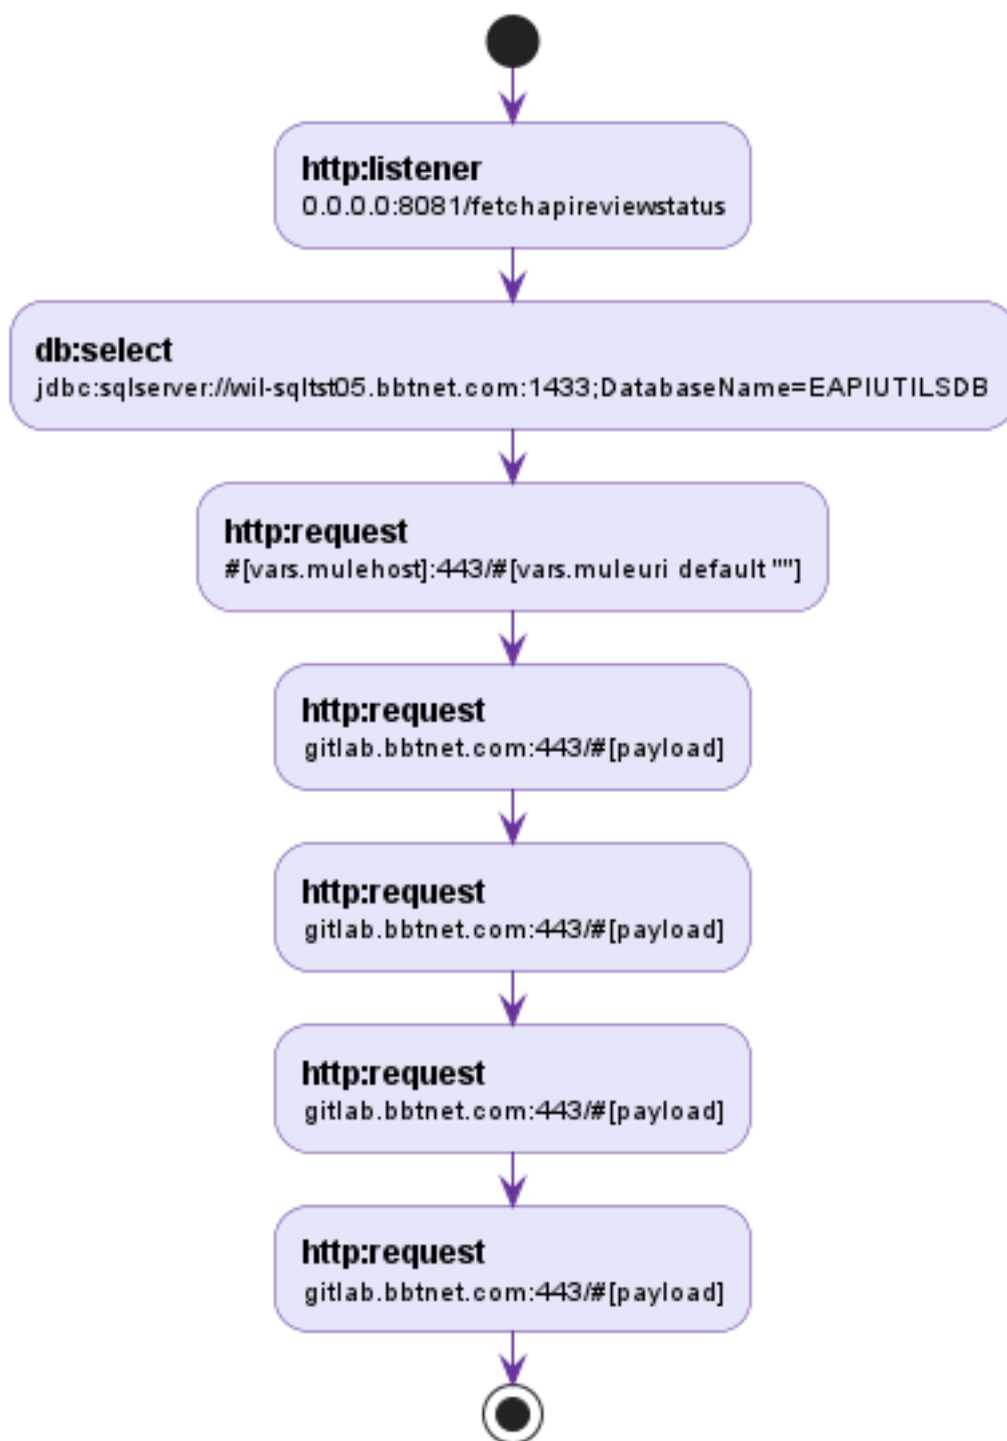 http:listener
0.0.0.0:8081/fetchapireviewstatus
db:select
jdbc:sqlserver://wil-sqltst05.bbtnet.com:1433;DatabaseName=EAPIUTILSDB
http:request
#[vars.mulehost]:443/#[vars.muleuri default ""]
http:request
gitlab.bbtnet.com:443/#[payload]
http:request
gitlab.bbtnet.com:443/#[payload]
http:request
gitlab.bbtnet.com:443/#[payload]
http:request
gitlab.bbtnet.com:443/#[payload]